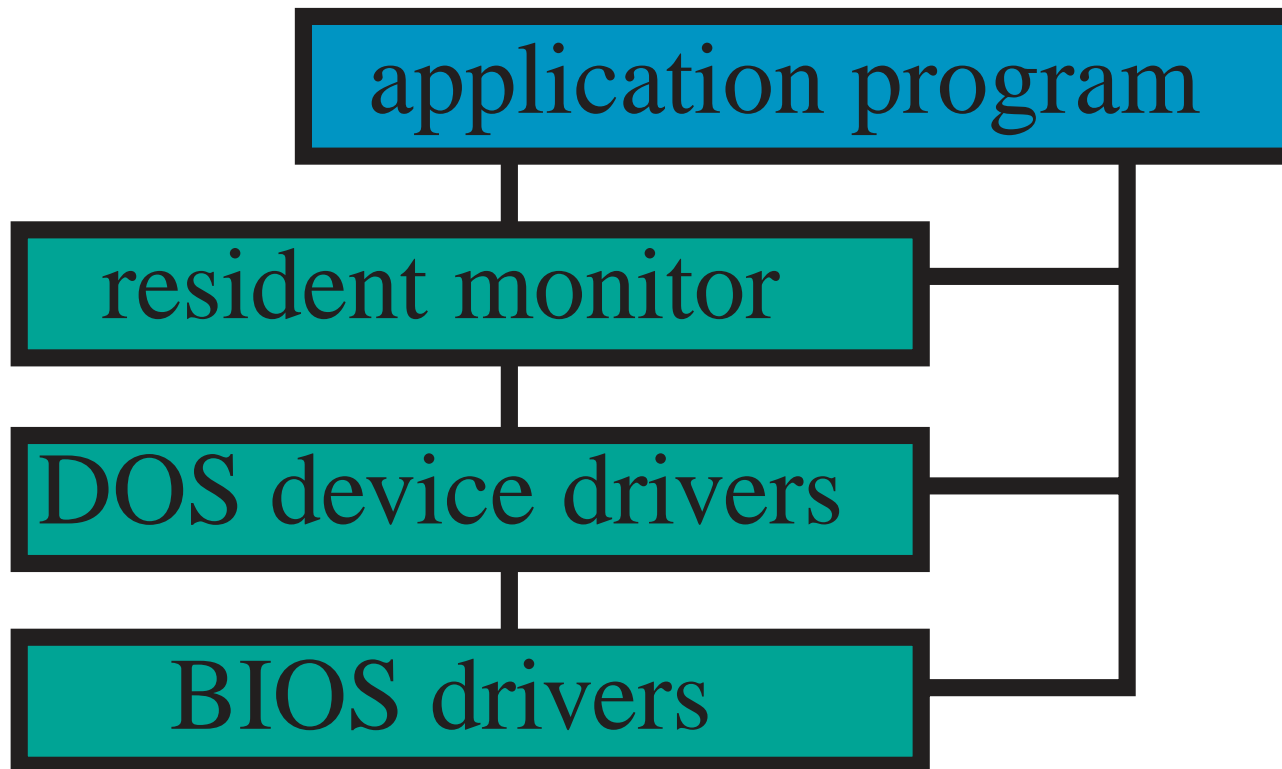 application program
resident monitor
DOS device drivers
BIOS drivers